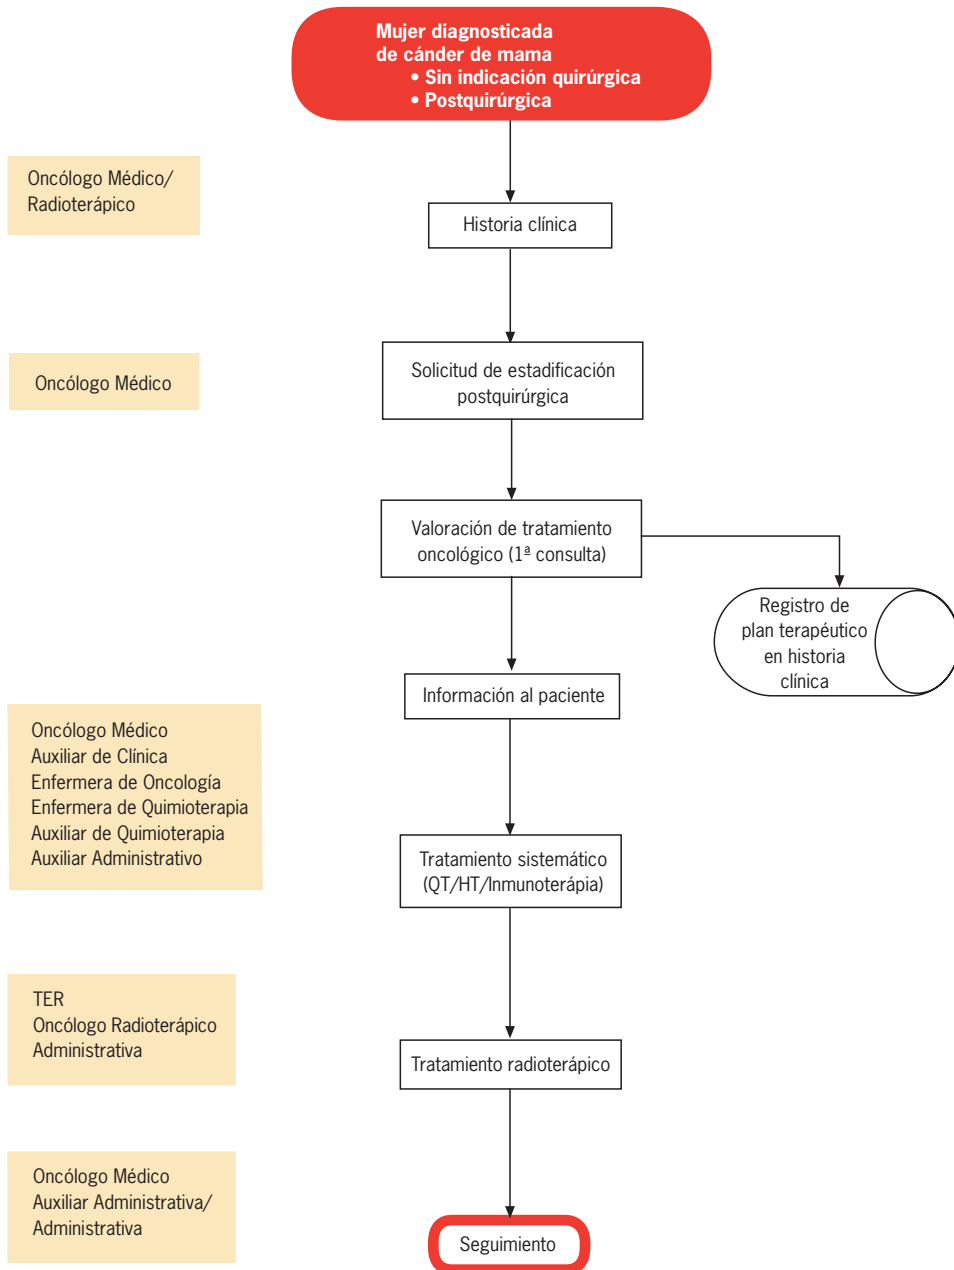 Mujer diagnosticada
de cánder de mama
• Sin indicación quirúrgica
• Postquirúrgica
Oncólogo Médico/
Radioterápico
Historia clínica
Oncólogo Médico
Solicitud de estadificación
postquirúrgica
Valoración de tratamiento
oncológico (1ª consulta)
Registro de
plan terapéutico
en historia
clínica
Información al paciente
Oncólogo Médico
Auxiliar de Clínica
Enfermera de Oncología
Enfermera de Quimioterapia
Auxiliar de Quimioterapia
Auxiliar Administrativo
Tratamiento sistemático
(QT/HT/Inmunoterápia)
TER
Oncólogo Radioterápico
Administrativa
Tratamiento radioterápico
Oncólogo Médico
Auxiliar Administrativa/
Administrativa
Seguimiento